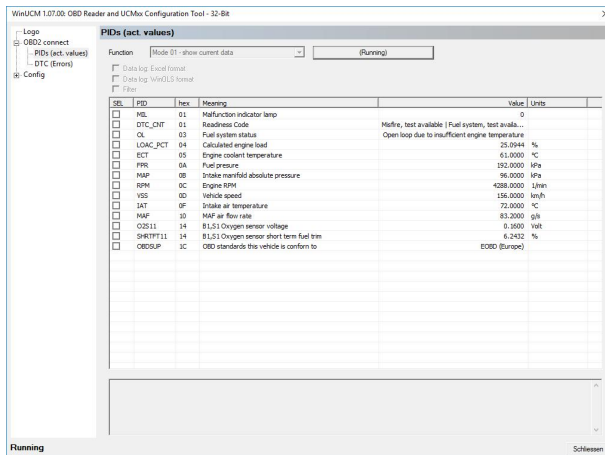 WinUCM 1.07.00: OBD Reader and UCMxx Configuration Tool - 32-Bit
Logo
OBD2 connect
PIDs (act. values)
DTC (Errors)
Config
PIDs (act. values)
Function Mode 01 - show current data (Running)
Data log: Excel format
Data log: WinOLS format
Filter
SEL PID hex Meaning Value Units
MIL 01 Malfunction indicator lamp 0
DTC_CNT 01 Readiness Code Misfire, test available | Fuel system, test availa...
OL 03 Fuel system status Open loop due to insufficient engine temperature
LOAC_PCT 04 Calculated engine load 25.0944 %
ECT 05 Engine coolant temperature 61.0000 °C
FPR 0A Fuel presure 192.0000 kPa
MAP 0B Intake manifold absolute pressure 96.0000 kPa
RPM 0C Engine RPM 4288.0000 1/min
VSS 0D Vehicle speed 156.0000 km/h
IAT 0F Intake air temperature 72.0000 °C
MAF 10 MAF air flow rate 83.2000 g/s
O2S11 14 B1,S1 Oxygen sensor voltage 0.1600 Volt
SHRTFT11 14 B1,S1 Oxygen sensor short term fuel trim 6.2432 %
OBDSUP 1C OBD standards this vehicle is conforn to EOBD (Europe)
Running Schliessen